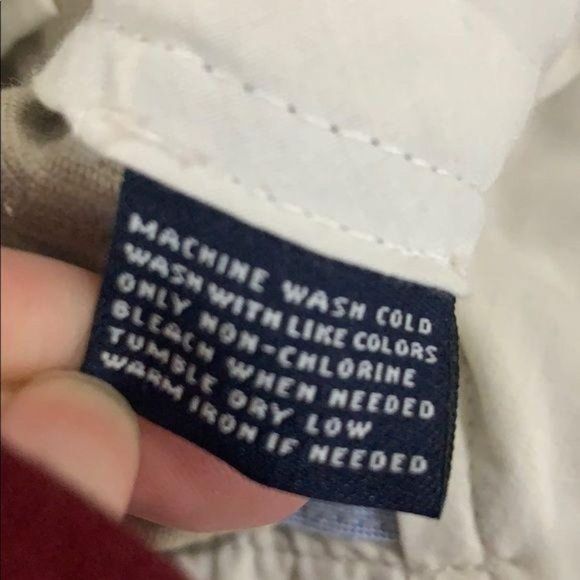 MACHINE WASH COLD
WASH WITH LIKE COLORS
ONLY NON-CHLORINE
BLEACH WHEN NEEDED
TUMBLE DRY LOW
WARM IRON IF NEEDED